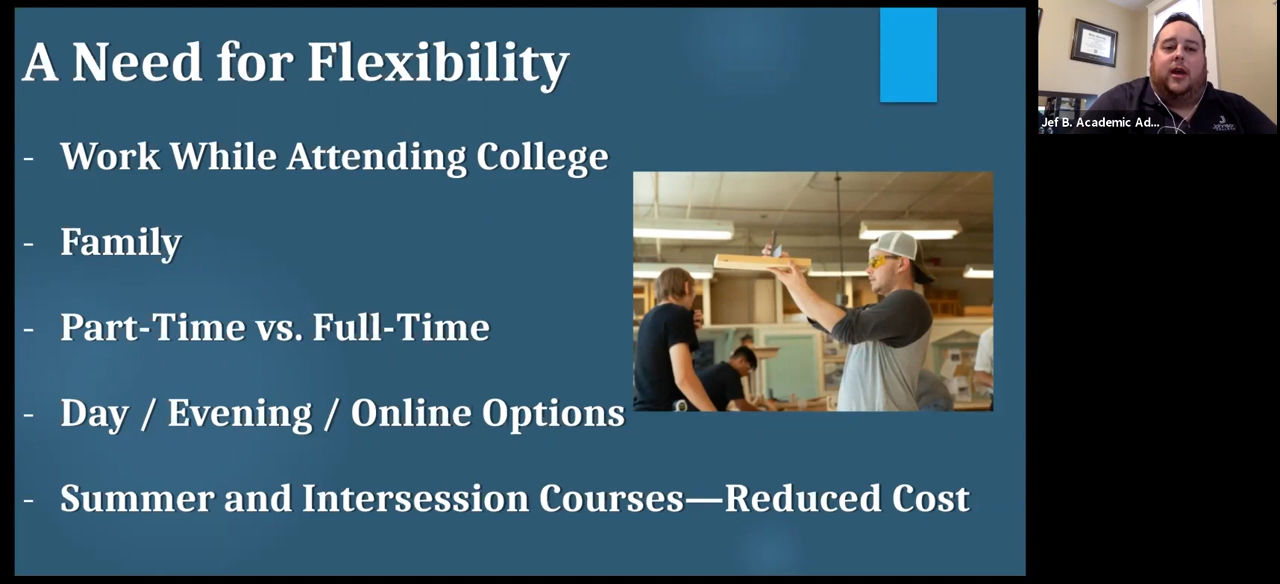 A Need for Flexibility
- Work While Attending College
- Family
- Part-Time vs. Full-Time
- Day / Evening / Online Options
- Summer and Intersession Courses—Reduced Cost
Jef B. Academic Ad...